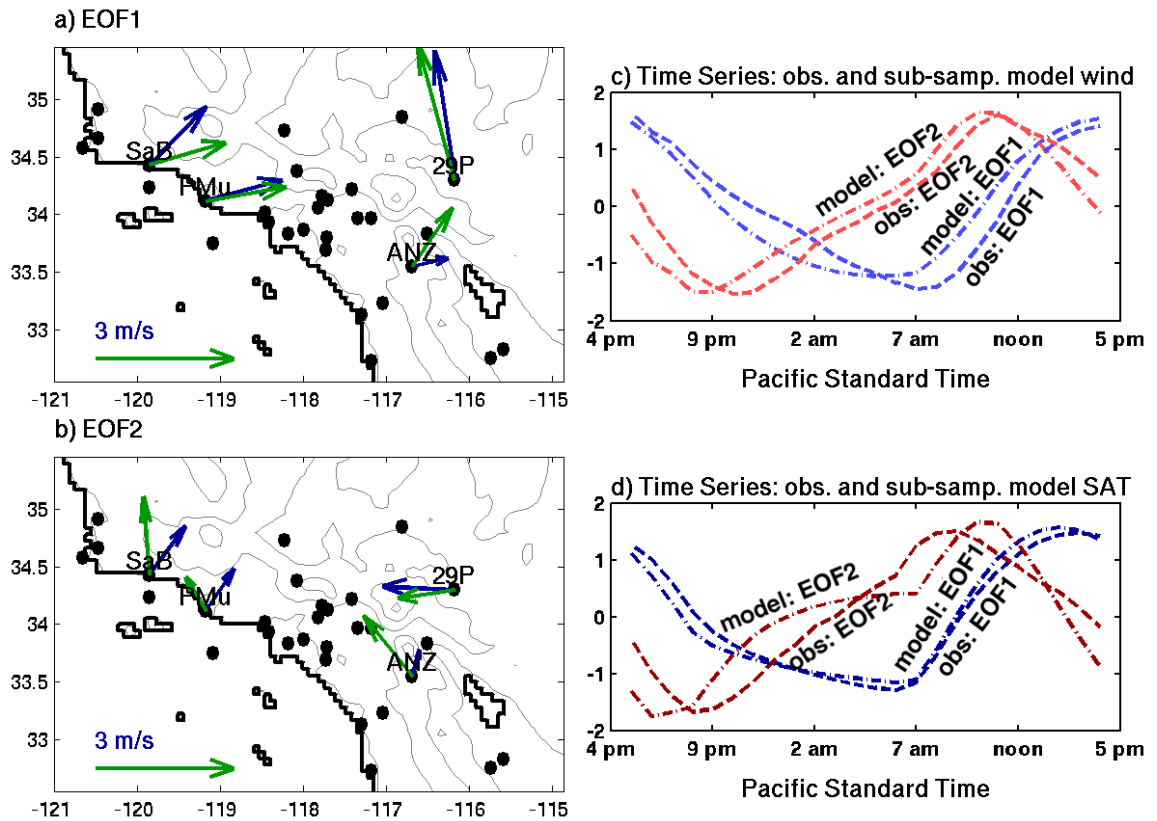 a) EOF1
35
34.5
34
33.5
33
SaB
PMu
29P
ANZ
3 m/s
-121 -120 -119 -118 -117 -116 -115
b) EOF2
35
34.5
34
33.5
33
SaB
PMu
29P
ANZ
3 m/s
-121 -120 -119 -118 -117 -116 -115
c) Time Series: obs. and sub-samp. model wind
2
1
0
-1
-2
model: EOF2
obs: EOF2
model: EOF1
obs: EOF1
4 pm 9 pm 2 am 7 am noon 5 pm
Pacific Standard Time
d) Time Series: obs. and sub-samp. model SAT
2
1
0
-1
-2
model: EOF2
obs: EOF2
model: EOF1
obs: EOF1
4 pm 9 pm 2 am 7 am noon 5 pm
Pacific Standard Time